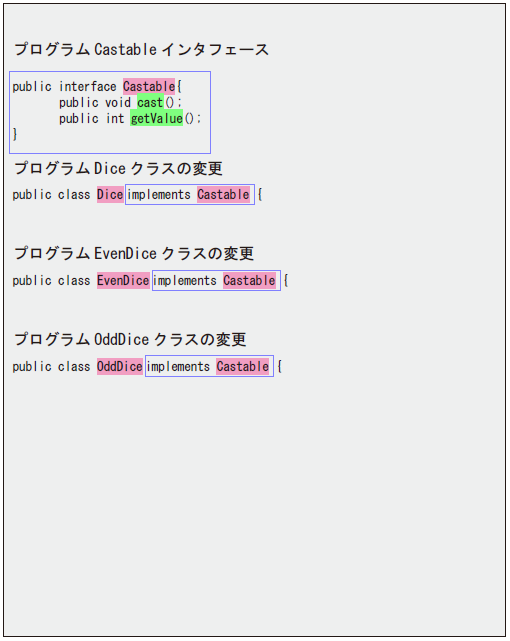 プログラム Castable インタフェース
public interface Castable{
public void cast();
public int getValue();
}
プログラム Dice クラスの変更
public class Dice implements Castable {
プログラム EvenDice クラスの変更
public class EvenDice implements Castable {
プログラム OddDice クラスの変更
public class OddDice implements Castable {